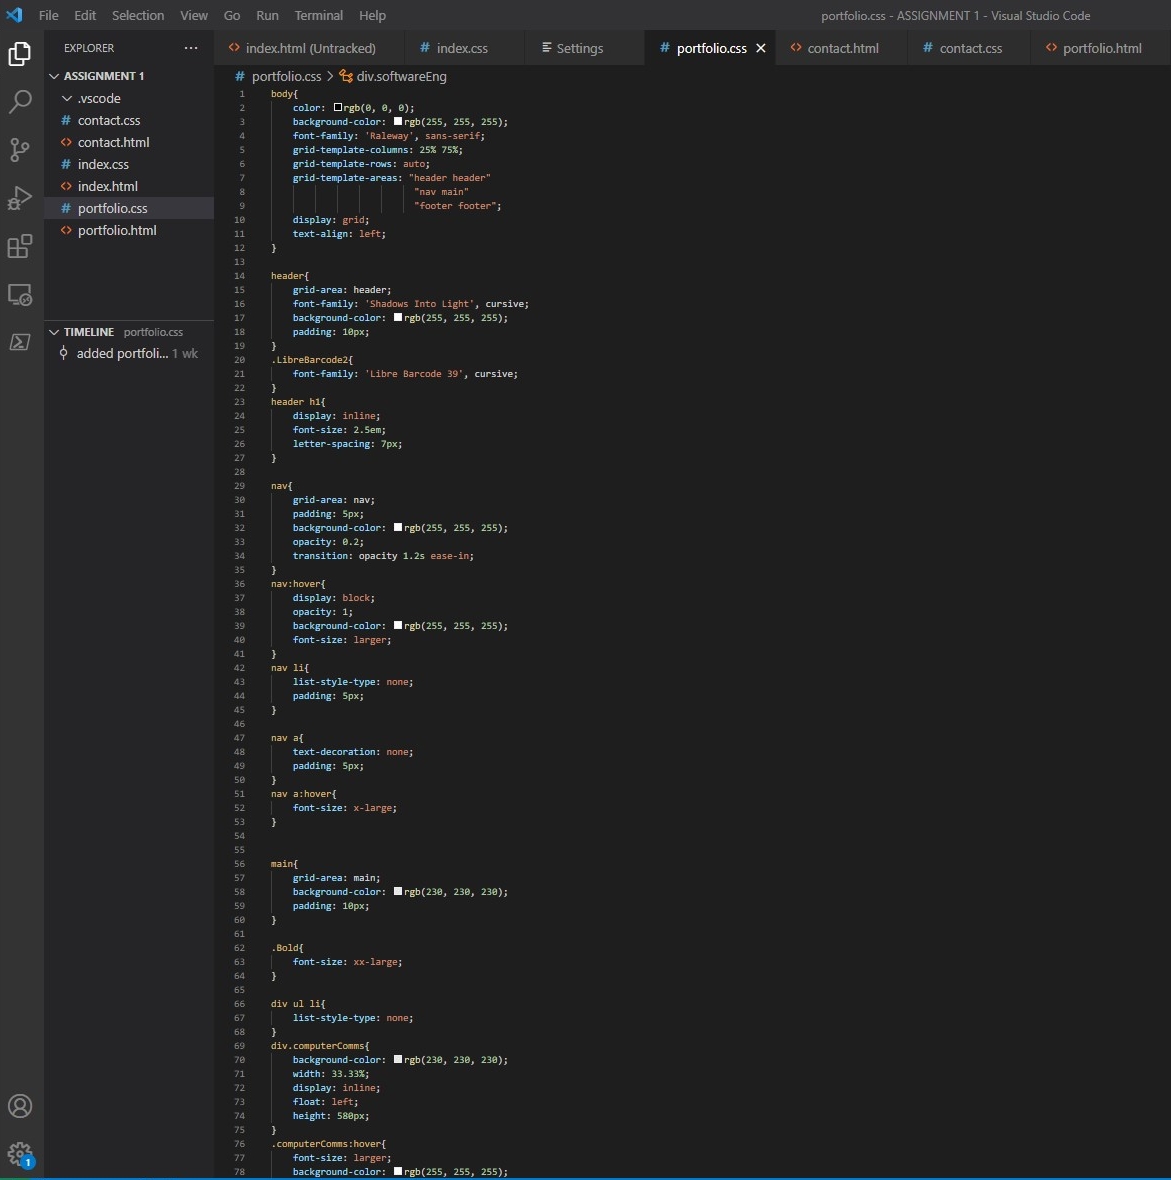 File Edit Selection View Go Run Terminal Help portfolio.css - ASSIGNMENT 1 - Visual Studio Code
EXPLORER ···
ASSIGNMENT 1
.vscode
# contact.css
<> contact.html
# index.css
<> index.html
# portfolio.css
<> portfolio.html
TIMELINE portfolio.css
added portfoli... 1 wk
1
<> index.html (Untracked) # index.css Settings # portfolio.css × <> contact.html # contact.css <> portfolio.html
# portfolio.css > div.softwareEng
1 body{
2 color: rgb(0, 0, 0);
3 background-color: rgb(255, 255, 255);
4 font-family: 'Raleway', sans-serif;
5 grid-template-columns: 25% 75%;
6 grid-template-rows: auto;
7 grid-template-areas: "header header"
8 "nav main"
9 "footer footer";
10 display: grid;
11 text-align: left;
12 }
13
14 header{
15 grid-area: header;
16 font-family: 'Shadows Into Light', cursive;
17 background-color: rgb(255, 255, 255);
18 padding: 10px;
19 }
20 .LibreBarcode2{
21 font-family: 'Libre Barcode 39', cursive;
22 }
23 header h1{
24 display: inline;
25 font-size: 2.5em;
26 letter-spacing: 7px;
27 }
28
29 nav{
30 grid-area: nav;
31 padding: 5px;
32 background-color: rgb(255, 255, 255);
33 opacity: 0.2;
34 transition: opacity 1.2s ease-in;
35 }
36 nav:hover{
37 display: block;
38 opacity: 1;
39 background-color: rgb(255, 255, 255);
40 font-size: larger;
41 }
42 nav li{
43 list-style-type: none;
44 padding: 5px;
45 }
46
47 nav a{
48 text-decoration: none;
49 padding: 5px;
50 }
51 nav a:hover{
52 font-size: x-large;
53 }
54
55
56 main{
57 grid-area: main;
58 background-color: rgb(230, 230, 230);
59 padding: 10px;
60 }
61
62 .Bold{
63 font-size: xx-large;
64 }
65
66 div ul li{
67 list-style-type: none;
68 }
69 div.computerComms{
70 background-color: rgb(230, 230, 230);
71 width: 33.33%;
72 display: inline;
73 float: left;
74 height: 580px;
75 }
76 .computerComms:hover{
77 font-size: larger;
78 background-color: rgb(255, 255, 255);